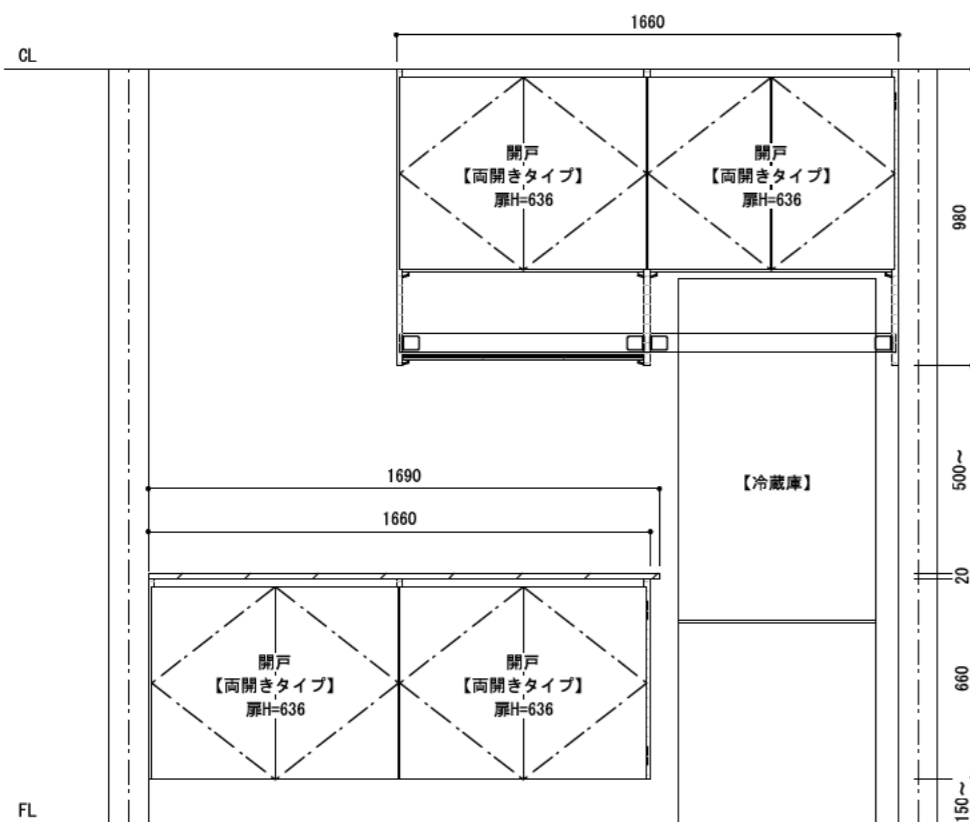 1660
CL
開戸
【両開きタイプ】
扉H=636
開戸
【両開きタイプ】
扉H=636
980
1690
500~
【冷蔵庫】
1660
20
開戸
【両開きタイプ】
扉H=636
開戸
【両開きタイプ】
扉H=636
660
FL
150~